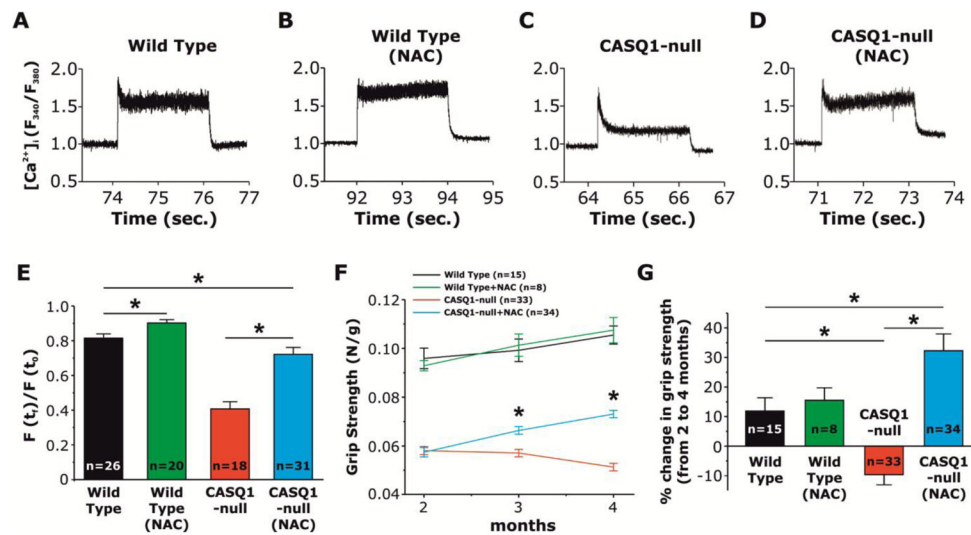 A
Wild Type
[Ca²⁺]ᵢ (F₃₄₀/F₃₈₀)
2.0
1.5
1.0
0.5
74 75 76 77
Time (sec.)
B
Wild Type
(NAC)
2.0
1.5
1.0
0.5
92 93 94 95
Time (sec.)
C
CASQ1-null
2.0
1.5
1.0
0.5
64 65 66 67
Time (sec.)
D
CASQ1-null
(NAC)
2.0
1.5
1.0
0.5
71 72 73 74
Time (sec.)
E
F (tᵣ)/F (t₀)
1.0
0.8
0.6
0.4
0.2
0.0
*
*
*
n=26
n=20
n=18
n=31
Wild
Type
Wild
Type
(NAC)
CASQ1
-null
CASQ1
-null
(NAC)
F
Wild Type (n=15)
Wild Type+NAC (n=8)
CASQ1-null (n=33)
CASQ1-null+NAC (n=34)
Grip Strength (N/g)
0.12
0.10
0.08
0.06
0.04
*
*
2 3 4
months
G
% change in grip strength
(from 2 to 4 months)
40
30
20
10
0
-10
*
*
*
*
n=15
n=8
CASQ1
-null
n=33
n=34
Wild
Type
Wild
Type
(NAC)
CASQ1
-null
(NAC)